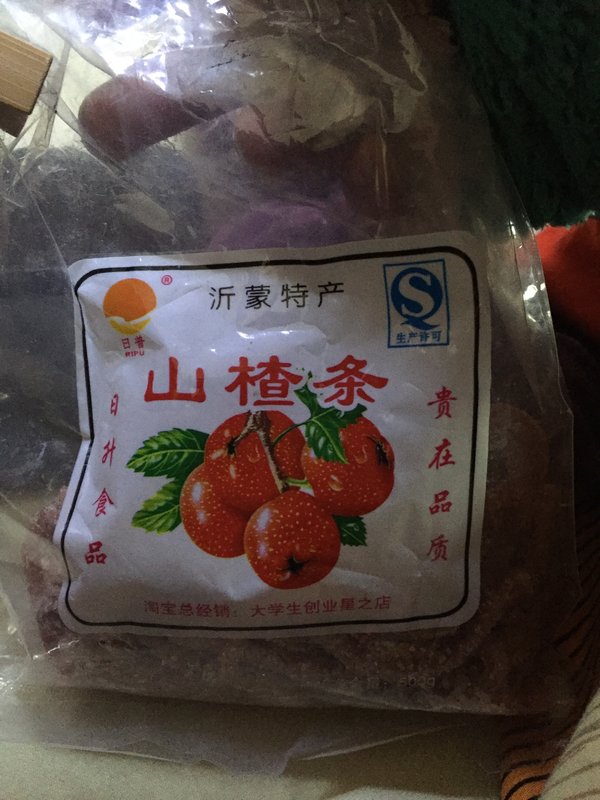 沂蒙特产
®
日普
RIPU
生产许可
山楂条
日升食品
贵在品质
淘宝总经销：大学生创业星之店
500g